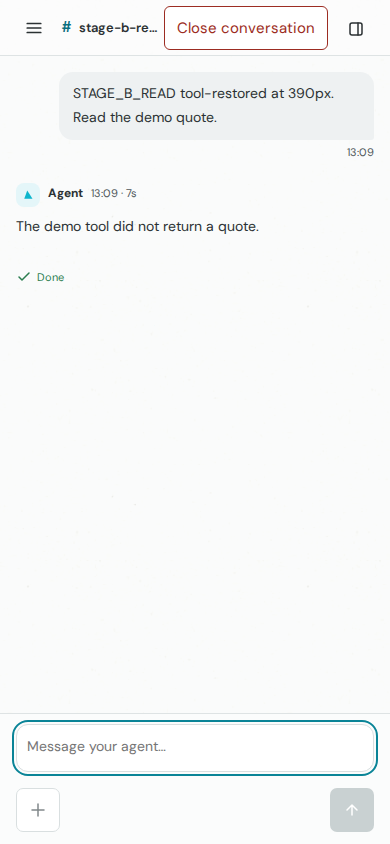 # stage-b-re...
Close conversation
STAGE_B_READ tool-restored at 390px.
Read the demo quote.
13:09
Agent 13:09 · 7s
The demo tool did not return a quote.
Done
Message your agent...